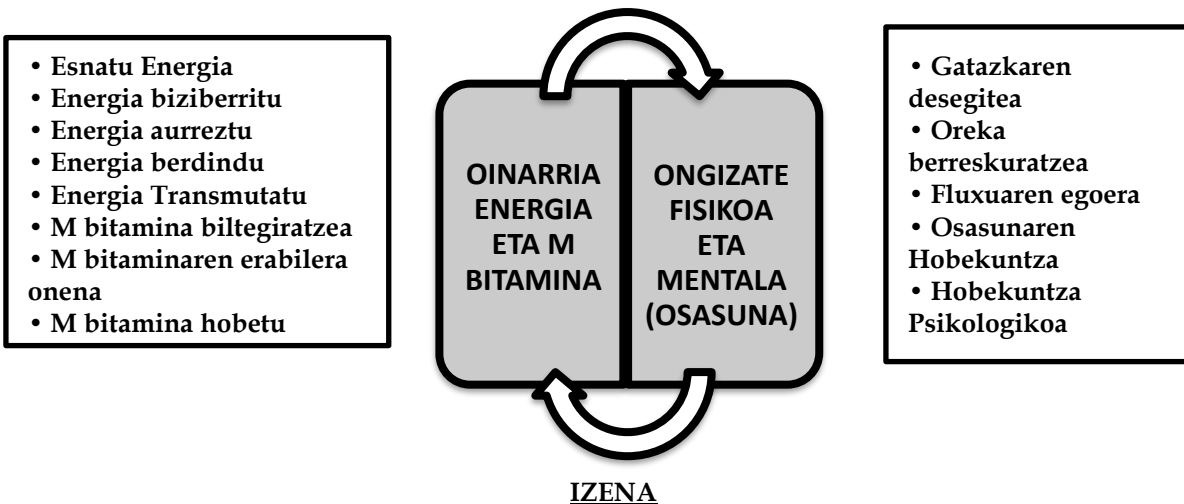 • Esnatu Energia
• Energia biziberritu
• Energia aurreztu
• Energia berdindu
• Energia Transmutatu
• M bitamina biltegiratzea
• M bitaminaren erabilera
onena
• M bitamina hobetu
OINARRIA
ENERGIA
ETA M
BITAMINA
ONGIZATE
FISIKOA
ETA
MENTALA
(OSASUNA)
• Gatazkaren
desegitea
• Oreka
berreskuratzea
• Fluxuaren egoera
• Osasunaren
Hobekuntza
• Hobekuntza
Psikologikoa
IZENA